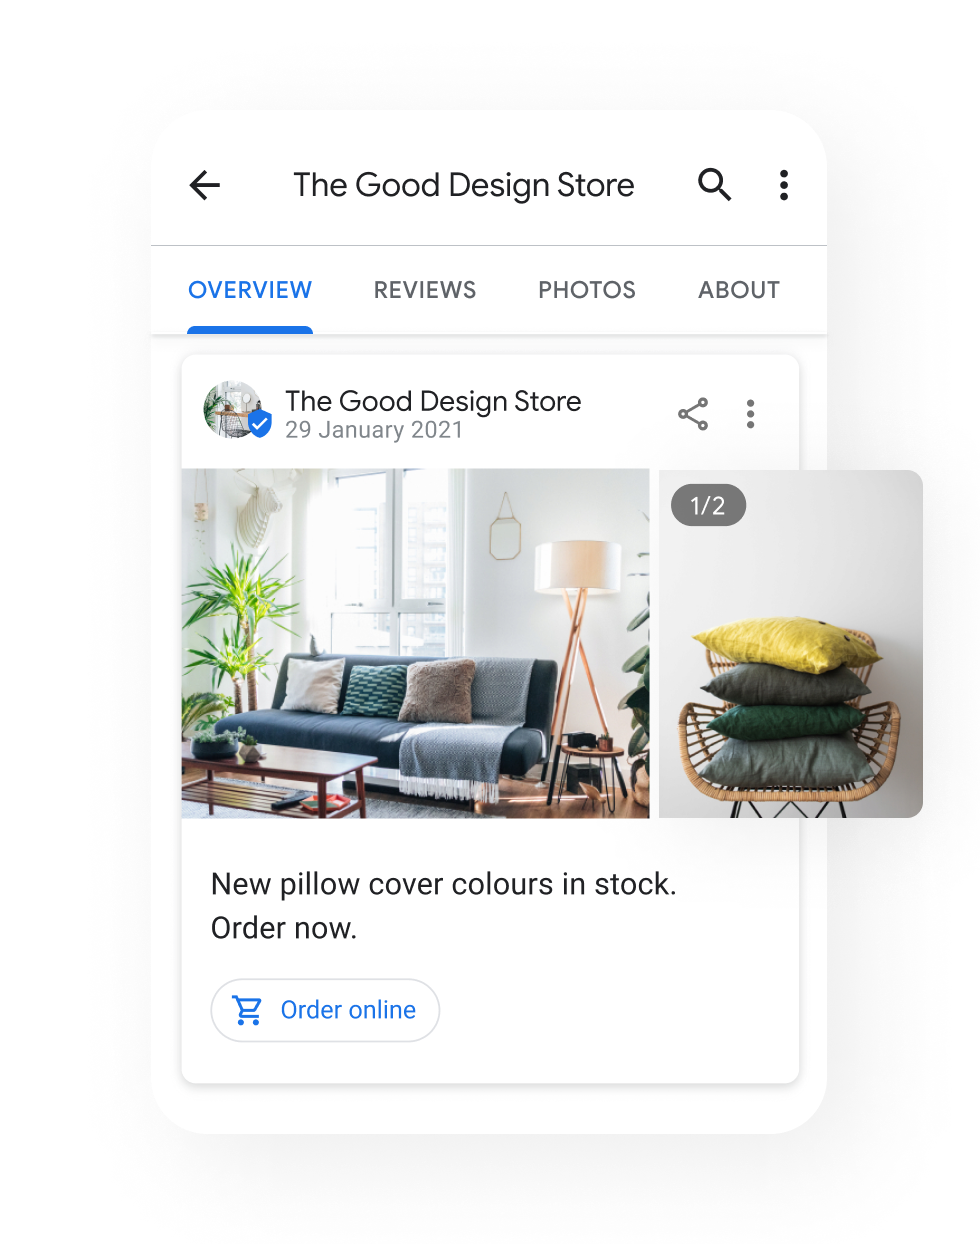 The Good Design Store
OVERVIEW REVIEWS PHOTOS ABOUT
The Good Design Store
29 January 2021
1/2
New pillow cover colours in stock.
Order now.
Order online